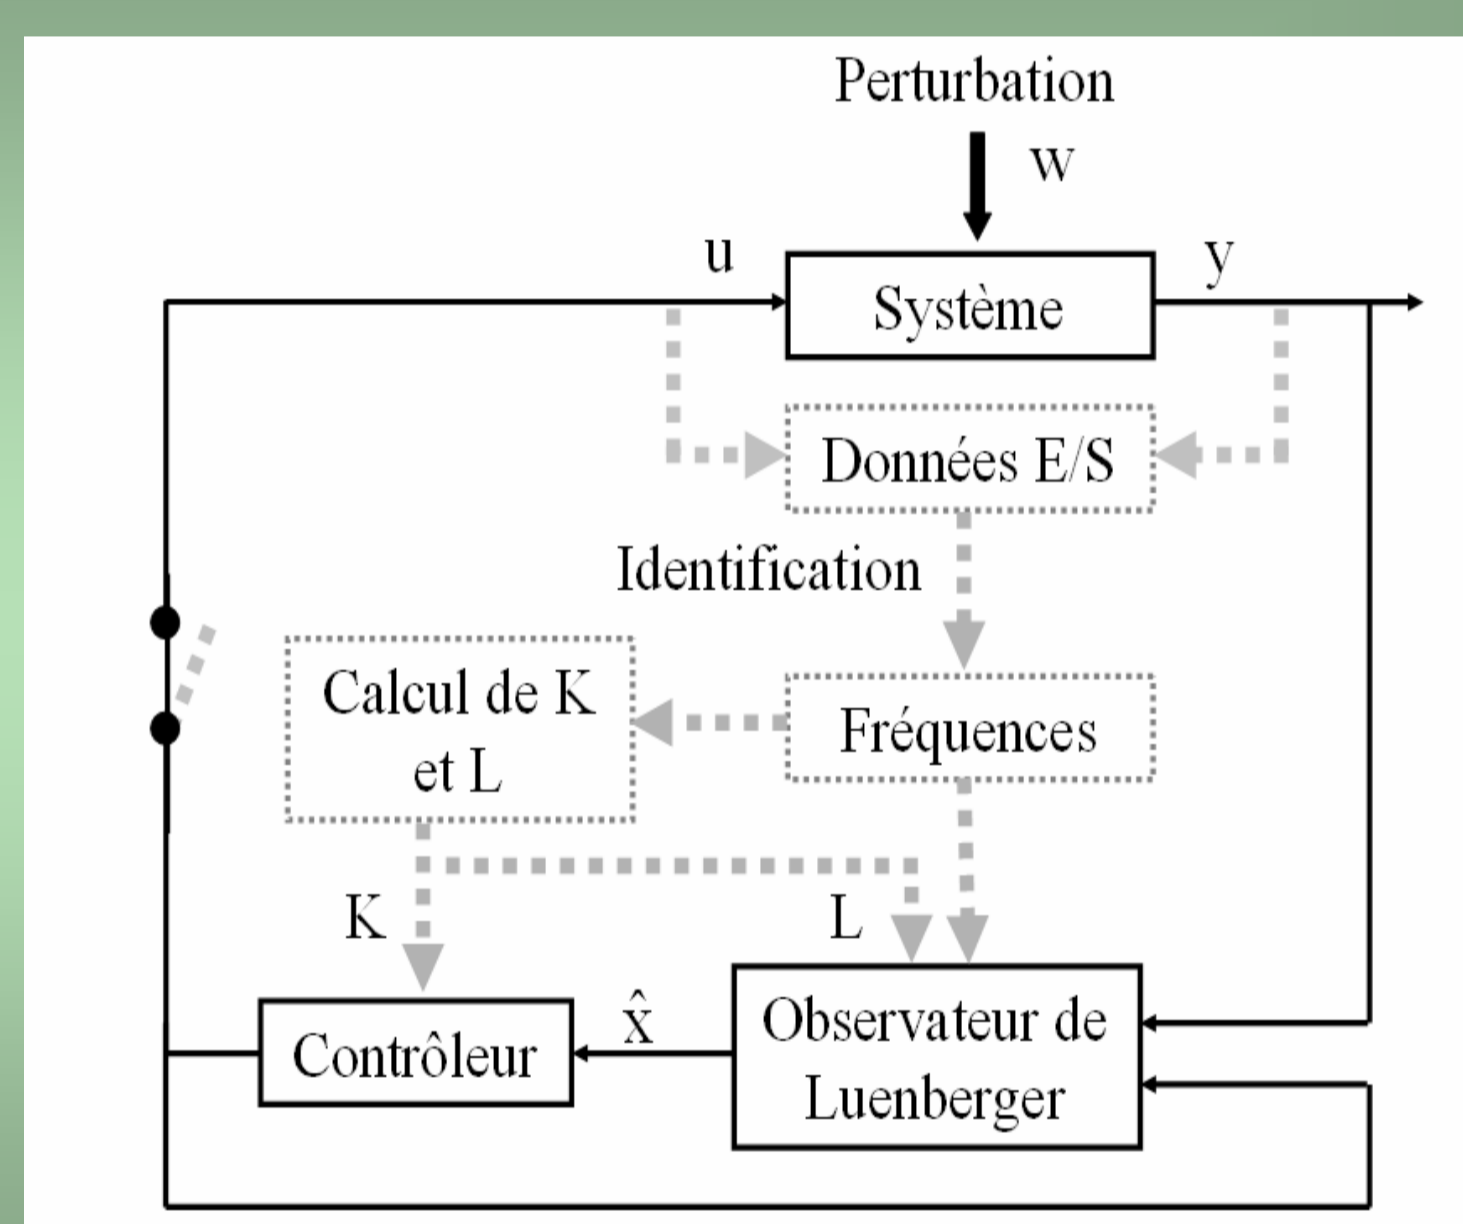 Perturbation
w
u
y
Système
Données E/S
Identification
Calcul de K
et L
Fréquences
K
L
Contrôleur
x̂
Observateur de
Luenberger